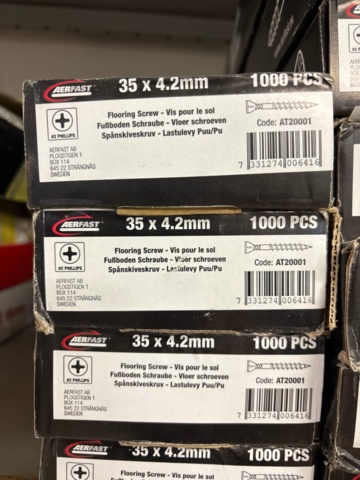 AERFAST
35 x 4.2mm 1000 PCS
Flooring Screw - Vis pour le sol
Fußboden Schraube - Vloer schroeven
Spånskiveskruv - Lastulevy Puu/Pu
#2 PHILLIPS
Code: AT20001
AERFAST AB
PLOGSTIGEN 1
BOX 114
645 22 STRÄNGNÄS
SWEDEN
7 331274 006416
AERFAST
35 x 4.2mm 1000 PCS
Flooring Screw - Vis pour le sol
Fußboden Schraube - Vloer schroeven
Spånskiveskruv - Lastulevy Puu/Pu
#2 PHILLIPS
Code: AT20001
AERFAST AB
PLOGSTIGEN 1
BOX 114
645 22 STRÄNGNÄS
SWEDEN
7 331274 006416
AERFAST
35 x 4.2mm 1000 PCS
Flooring Screw - Vis pour le sol
Fußboden Schraube - Vloer schroeven
Spånskiveskruv - Lastulevy Puu/Pu
#2 PHILLIPS
Code: AT20001
AERFAST AB
PLOGSTIGEN 1
BOX 114
645 22 STRÄNGNÄS
SWEDEN
7 331274 006416
AERFAST
35 x 4.2mm 1000 PCS
Flooring Screw - Vis pour le sol